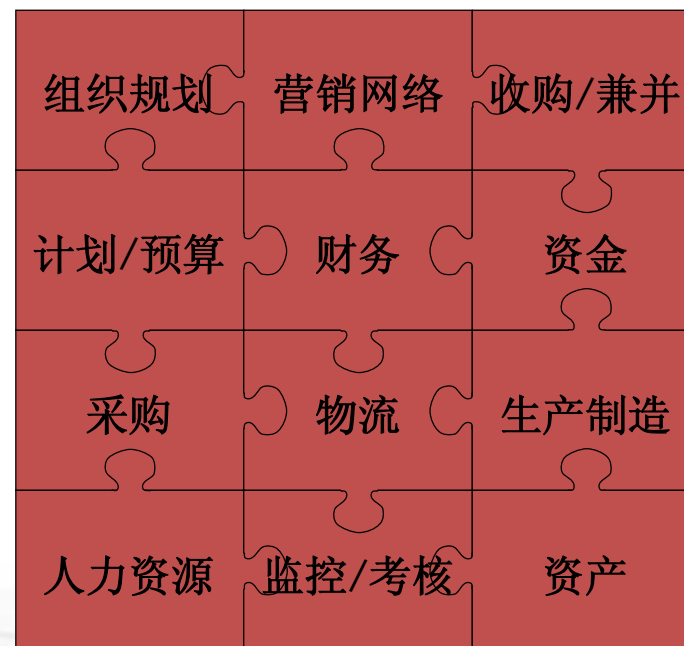 组织规划 营销网络 收购/兼并
计划/预算 财务 资金
采购 物流 生产制造
人力资源 监控/考核 资产